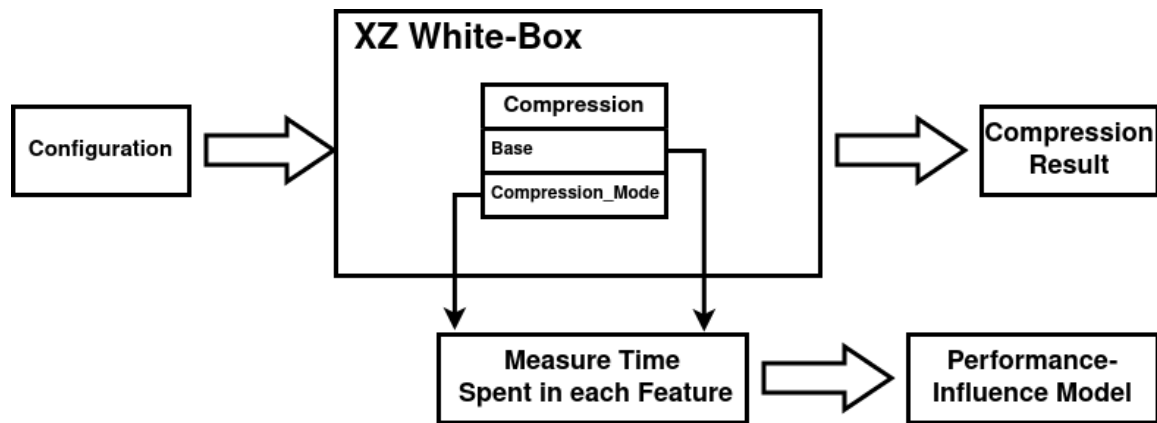 XZ White-Box
Configuration
Compression
Base
Compression_Mode
Compression
Result
Measure Time
Spent in each Feature
Performance-
Influence Model